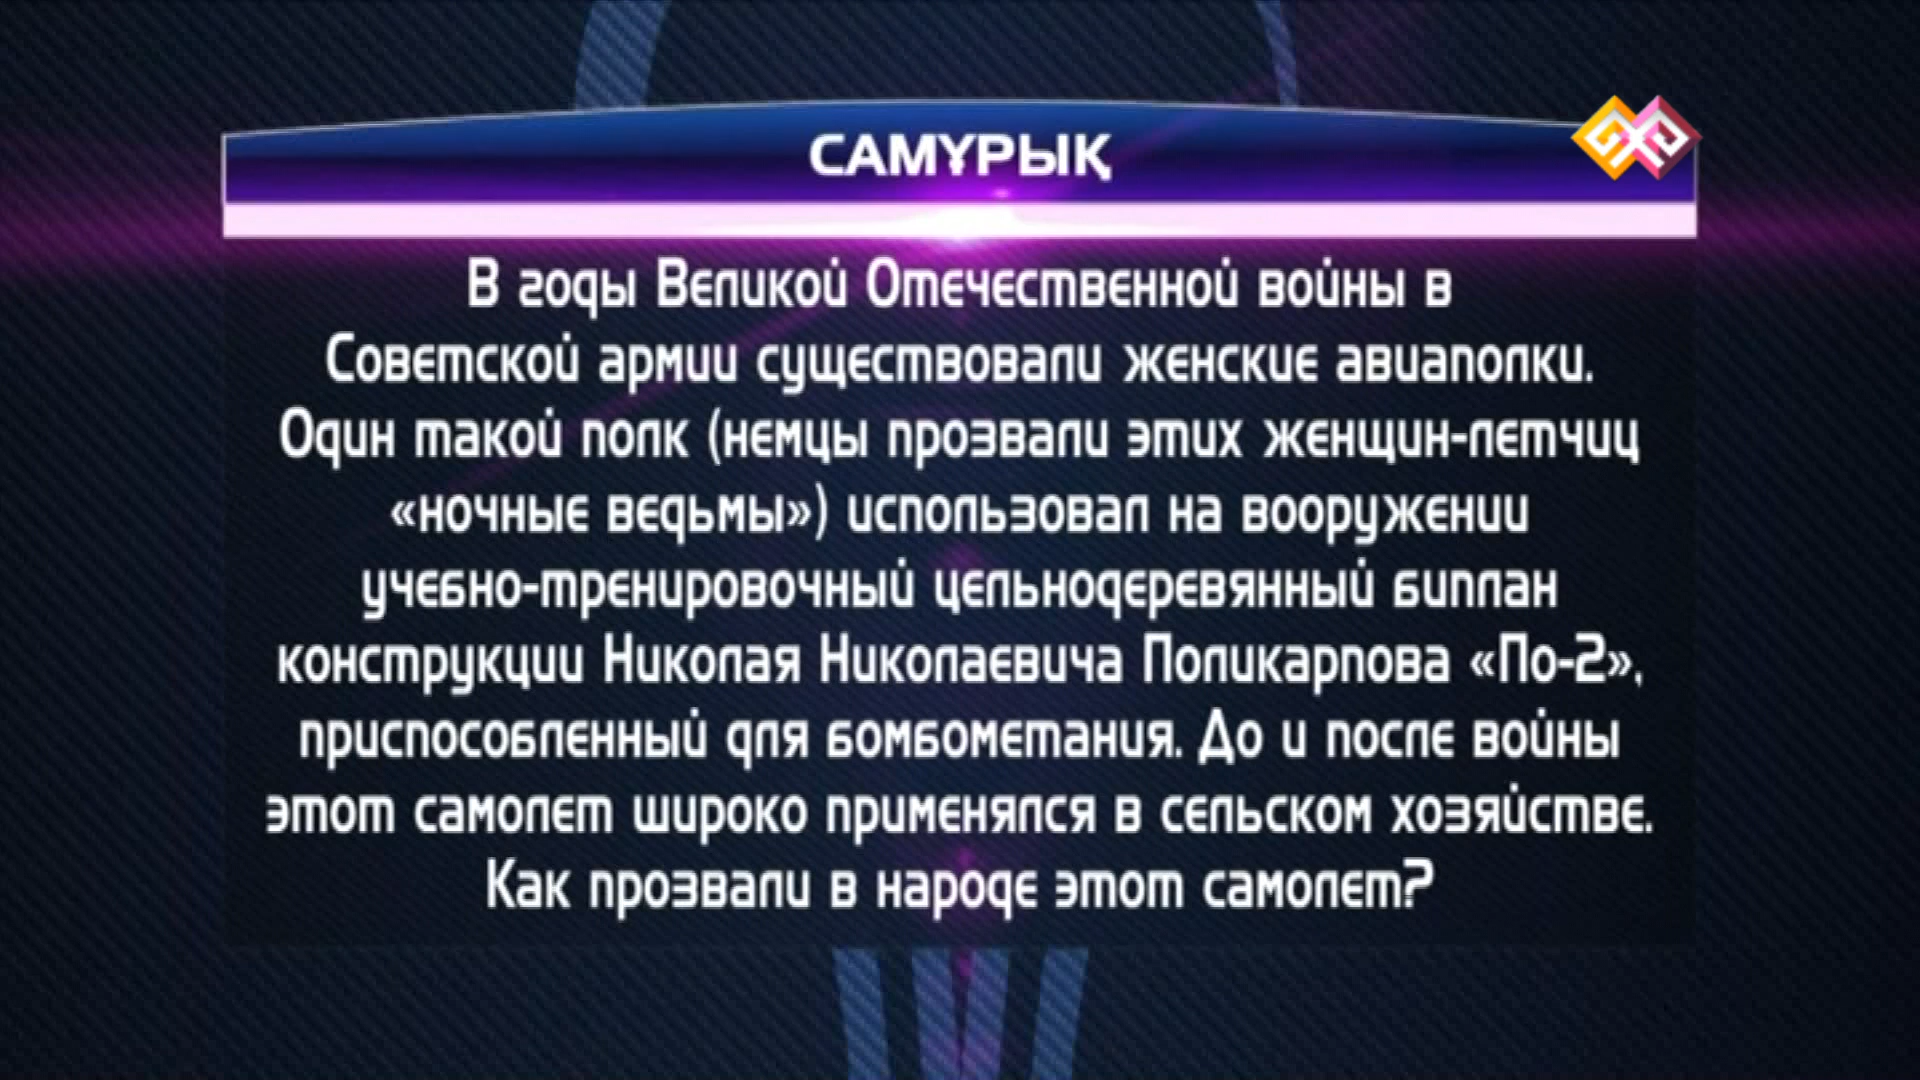 САМҰРЫҚ
В годы Великой Отечественной войны в
Советской армии существовали женские авиаполки.
Один такой полк (немцы прозвали этих женщин-летчиц
«ночные ведьмы») использовал на вооружении
учебно-тренировочный цельнодеревянный биплан
конструкции Николая Николаевича Поликарпова «По-2»,
приспособленный для бомбометания. До и после войны
этот самолет широко применялся в сельском хозяйстве.
Как прозвали в народе этот самолет?